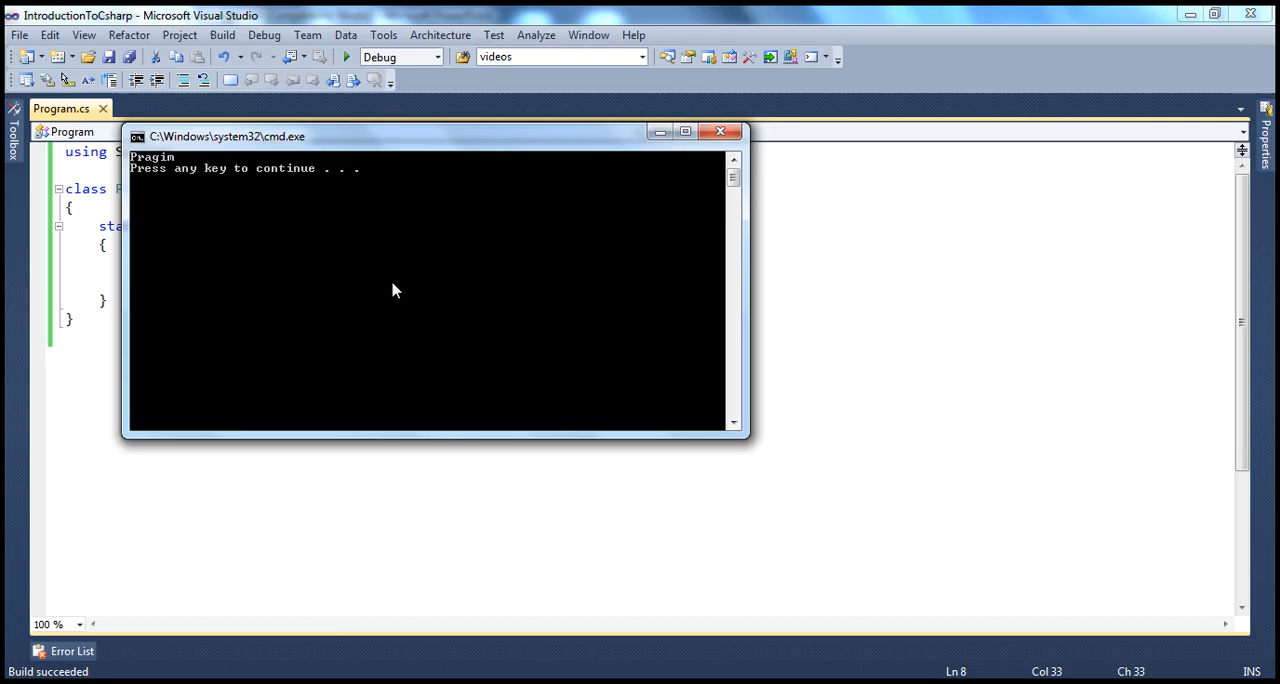 IntroductionToCsharp - Microsoft Visual Studio
File Edit View Refactor Project Build Debug Team Data Tools Architecture Test Analyze Window Help
Debug videos
Program.cs
Toolbox
Program
Properties
C:\Windows\system32\cmd.exe
Pragim
Press any key to continue . . .
using
class
{
{
}
}
100 %
Error List
Build succeeded Ln 8 Col 33 Ch 33 INS